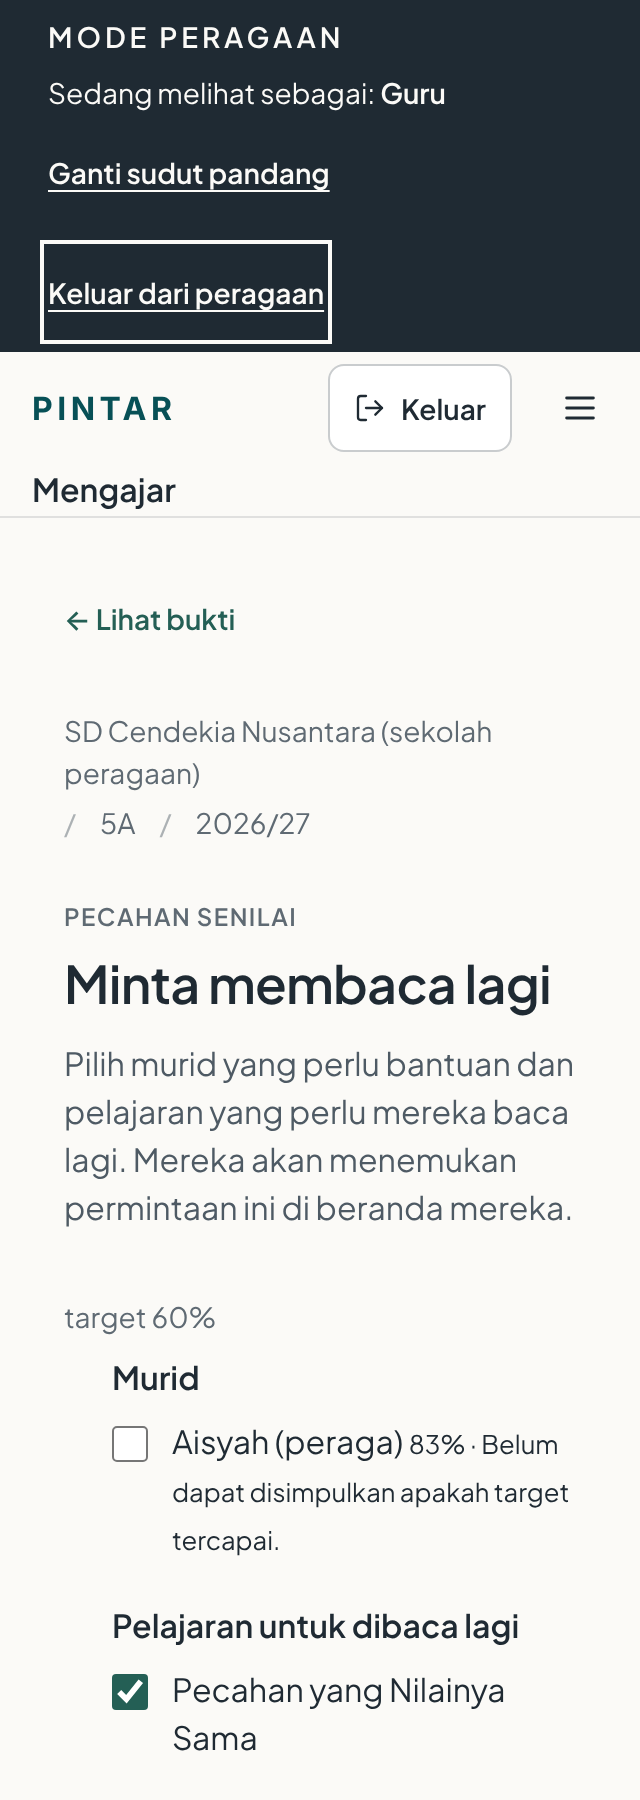 MODE PERAGAAN
Sedang melihat sebagai: Guru
Ganti sudut pandang
Keluar dari peragaan
PINTAR
Keluar
Mengajar
← Lihat bukti
SD Cendekia Nusantara (sekolah
peragaan)
/ 5A / 2026/27
PECAHAN SENILAI
Minta membaca lagi
Pilih murid yang perlu bantuan dan
pelajaran yang perlu mereka baca
lagi. Mereka akan menemukan
permintaan ini di beranda mereka.
target 60%
Murid
Aisyah (peraga) 83% · Belum
dapat disimpulkan apakah target
tercapai.
Pelajaran untuk dibaca lagi
Pecahan yang Nilainya
Sama